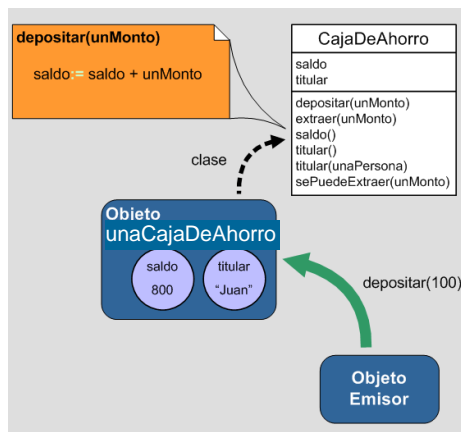 depositar(unMonto)
saldo:= saldo + unMonto
CajaDeAhorro
saldo
titular
depositar(unMonto)
extraer(unMonto)
saldo()
titular()
titular(unaPersona)
sePuedeExtraer(unMonto)
clase
Objeto
unaCajaDeAhorro
saldo
800
titular
“Juan”
depositar(100)
Objeto
Emisor